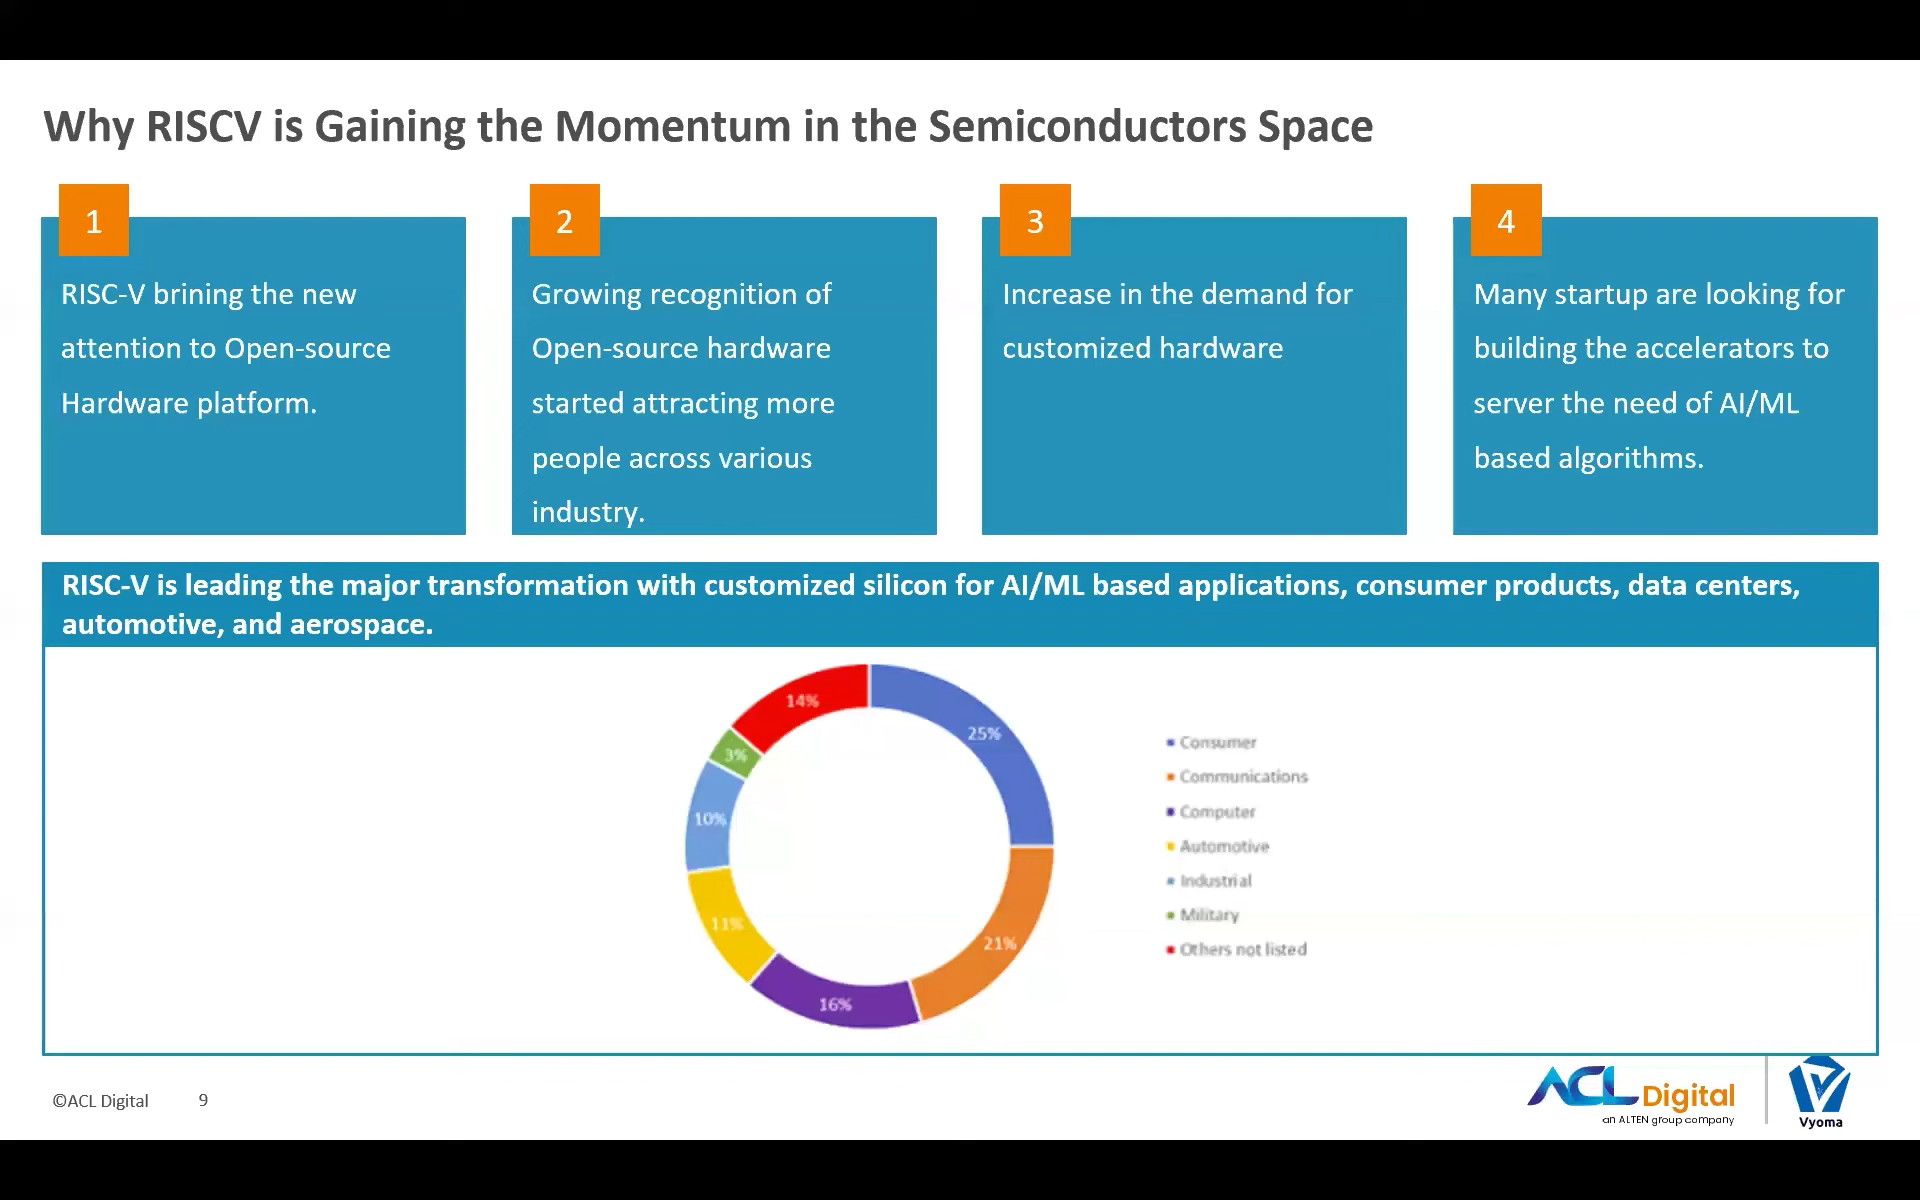 Why RISCV is Gaining the Momentum in the Semiconductors Space
1
RISC-V brining the new
attention to Open-source
Hardware platform.
2
Growing recognition of
Open-source hardware
started attracting more
people across various
industry.
3
Increase in the demand for
customized hardware
4
Many startup are looking for
building the accelerators to
server the need of AI/ML
based algorithms.
RISC-V is leading the major transformation with customized silicon for AI/ML based applications, consumer products, data centers,
automotive, and aerospace.
14%
25%
3%
10%
11%
21%
16%
Consumer
Communications
Computer
Automotive
Industrial
Military
Others not listed
©ACL Digital 9
ACL Digital
an ALTEN group company
Vyoma